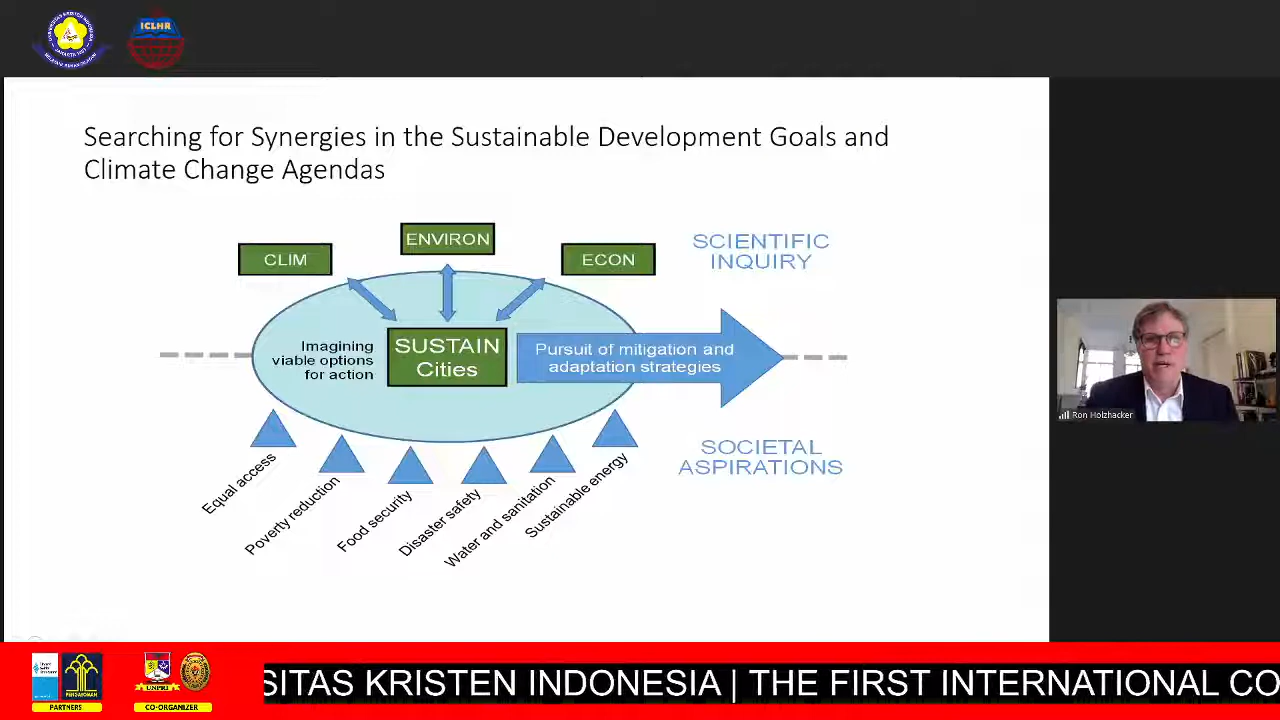 ICLHR
Searching for Synergies in the Sustainable Development Goals and
Climate Change Agendas
CLIM
ENVIRON
ECON
SCIENTIFIC
INQUIRY
Imagining
viable options
for action
SUSTAIN
Cities
Pursuit of mitigation and
adaptation strategies
SOCIETAL
ASPIRATIONS
Equal access
Poverty reduction
Food security
Disaster safety
Water and sanitation
Sustainable energy
Ron Holzhacker
PENGAYOMAN
UNPRI
PARTNERS
CO-ORGANIZER
SITAS KRISTEN INDONESIA | THE FIRST INTERNATIONAL CO